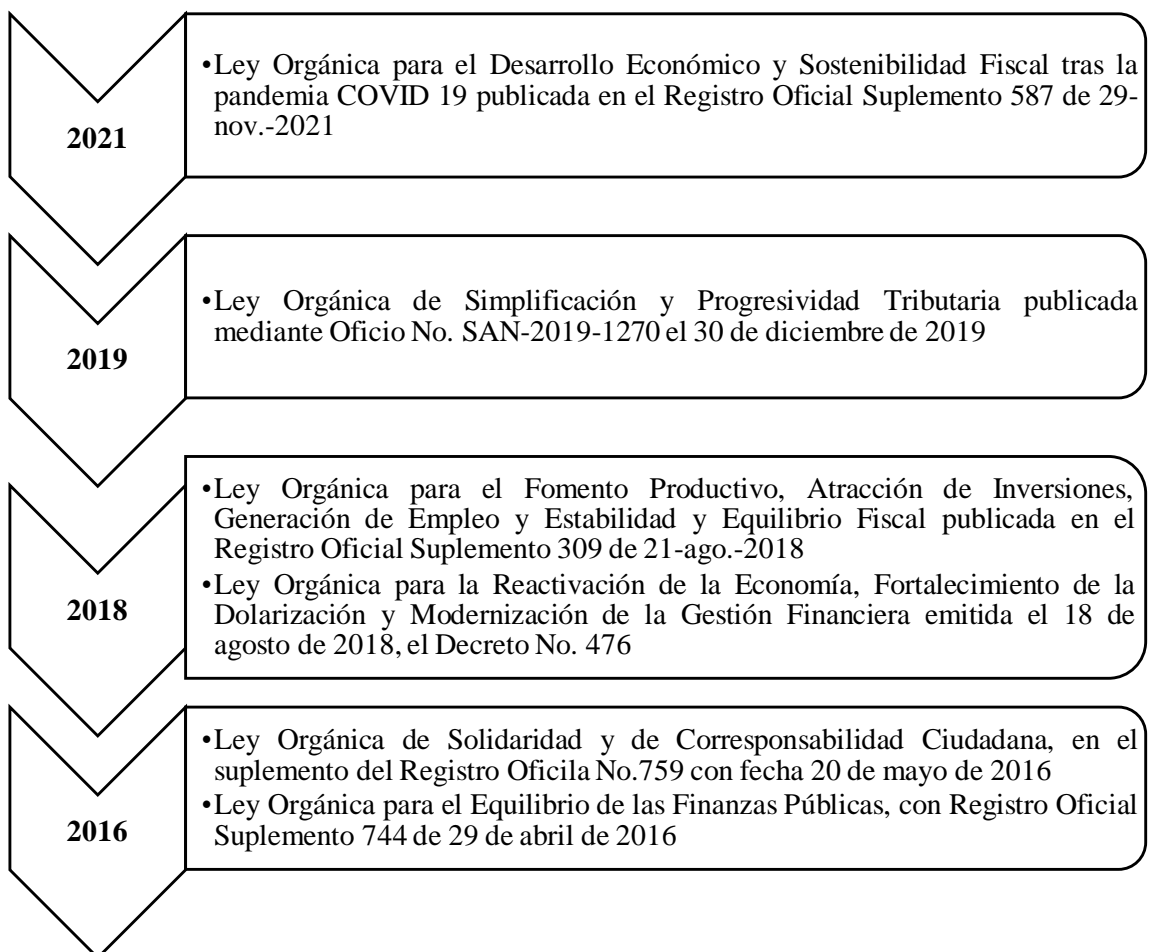 2021
•Ley Orgánica para el Desarrollo Económico y Sostenibilidad Fiscal tras la
pandemia COVID 19 publicada en el Registro Oficial Suplemento 587 de 29-
nov.-2021
2019
•Ley Orgánica de Simplificación y Progresividad Tributaria publicada
mediante Oficio No. SAN-2019-1270 el 30 de diciembre de 2019
2018
•Ley Orgánica para el Fomento Productivo, Atracción de Inversiones,
Generación de Empleo y Estabilidad y Equilibrio Fiscal publicada en el
Registro Oficial Suplemento 309 de 21-ago.-2018
•Ley Orgánica para la Reactivación de la Economía, Fortalecimiento de la
Dolarización y Modernización de la Gestión Financiera emitida el 18 de
agosto de 2018, el Decreto No. 476
2016
•Ley Orgánica de Solidaridad y de Corresponsabilidad Ciudadana, en el
suplemento del Registro Oficila No.759 con fecha 20 de mayo de 2016
•Ley Orgánica para el Equilibrio de las Finanzas Públicas, con Registro Oficial
Suplemento 744 de 29 de abril de 2016